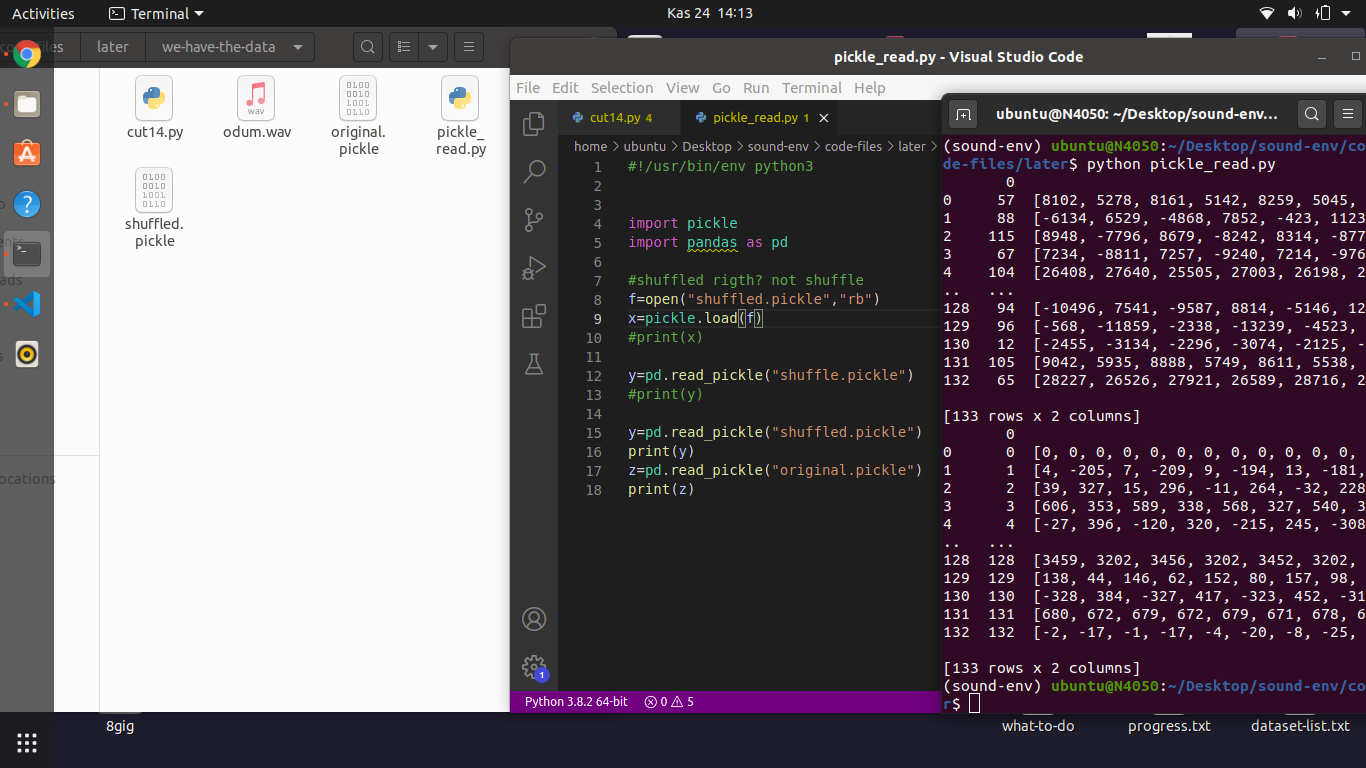 Activities
Terminal
Kas 24 14:13
files
later
we-have-the-data
cut14.py
odum.wav
original.
pickle
pickle_
read.py
shuffled.
pickle
wav
ads
ocations
8gig
pickle_read.py - Visual Studio Code
File Edit Selection View Go Run Terminal Help
cut14.py 4
pickle_read.py 1
home > ubuntu > Desktop > sound-env > code-files > later >
1 #!/usr/bin/env python3
2
3
4 import pickle
5 import pandas as pd
6
7 #shuffled rigth? not shuffle
8 f=open("shuffled.pickle","rb")
9 x=pickle.load(f)
10 #print(x)
11
12 y=pd.read_pickle("shuffle.pickle")
13 #print(y)
14
15 y=pd.read_pickle("shuffled.pickle")
16 print(y)
17 z=pd.read_pickle("original.pickle")
18 print(z)
1
Python 3.8.2 64-bit 0 5
ubuntu@N4050: ~/Desktop/sound-env...
(sound-env) ubuntu@N4050:~/Desktop/sound-env/co
de-files/later$ python pickle_read.py
0
0 57 [8102, 5278, 8161, 5142, 8259, 5045,
1 88 [-6134, 6529, -4868, 7852, -423, 1123
2 115 [8948, -7796, 8679, -8242, 8314, -877
3 67 [7234, -8811, 7257, -9240, 7214, -976
4 104 [26408, 27640, 25505, 27003, 26198, 2
.. ...
128 94 [-10496, 7541, -9587, 8814, -5146, 12
129 96 [-568, -11859, -2338, -13239, -4523,
130 12 [-2455, -3134, -2296, -3074, -2125, -
131 105 [9042, 5935, 8888, 5749, 8611, 5538,
132 65 [28227, 26526, 27921, 26589, 28716, 2

[133 rows x 2 columns]
0
0 0 [0, 0, 0, 0, 0, 0, 0, 0, 0, 0, 0,
1 1 [4, -205, 7, -209, 9, -194, 13, -181,
2 2 [39, 327, 15, 296, -11, 264, -32, 228
3 3 [606, 353, 589, 338, 568, 327, 540, 3
4 4 [-27, 396, -120, 320, -215, 245, -308
.. ...
128 128 [3459, 3202, 3456, 3202, 3452, 3202,
129 129 [138, 44, 146, 62, 152, 80, 157, 98,
130 130 [-328, 384, -327, 417, -323, 452, -31
131 131 [680, 672, 679, 672, 679, 671, 678, 6
132 132 [-2, -17, -1, -17, -4, -20, -8, -25,

[133 rows x 2 columns]
(sound-env) ubuntu@N4050:~/Desktop/sound-env/co
r$
what-to-do
progress.txt
dataset-list.txt